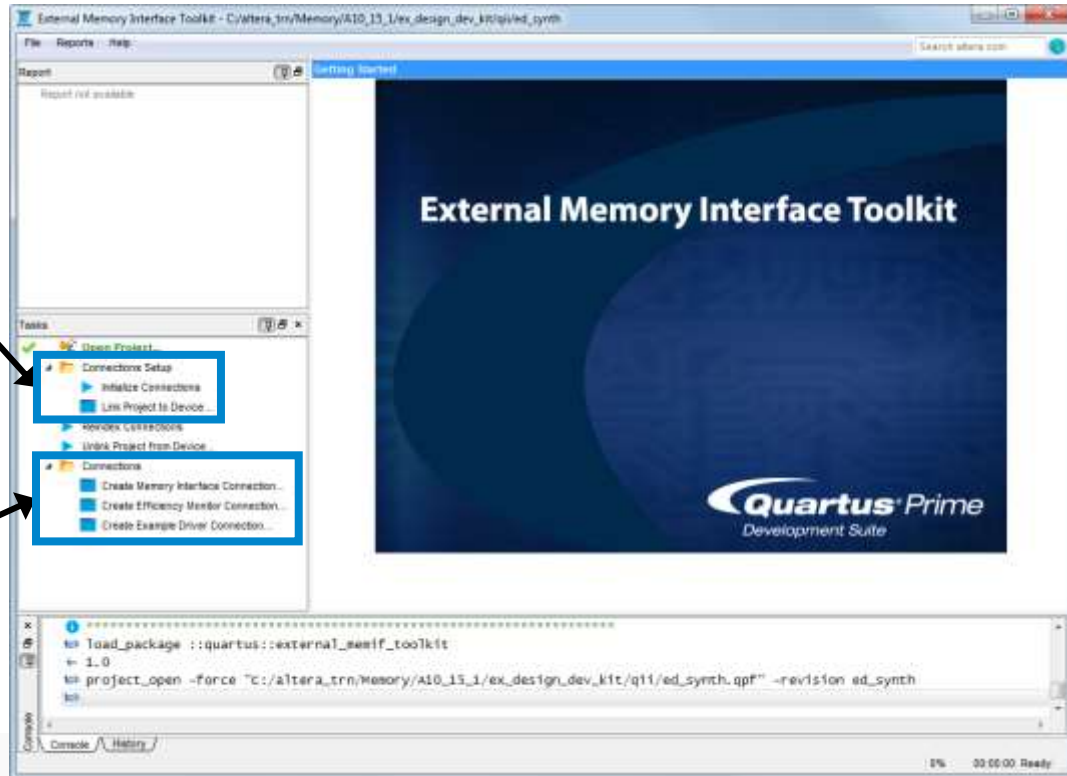 External Memory Interface Toolkit - C:/altera_trn/Memory/A10_15_1/ex_design_dev_kit/qii/ed_synth
File Reports Help
Search altera.com
Report
Getting Started
Report not available
External Memory Interface Toolkit
Quartus Prime
Development Suite
Tasks
Open Project...
Connections Setup
Initialize Connections
Link Project to Device ...
Reindex Connections
Unlink Project from Device ...
Connections
Create Memory Interface Connection...
Create Efficiency Monitor Connection...
Create Example Driver Connection...
load_package ::quartus::external_memif_toolkit
1.0
project_open -force "C:/altera_trn/Memory/A10_15_1/ex_design_dev_kit/qii/ed_synth.qpf" -revision ed_synth
Console
Console History
0% 00:00:00 Ready